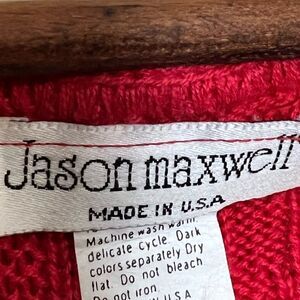 Jason maxwell
MADE IN U.S.A
Machine wash warm
delicate Cycle. Dark
colors separately Dry
flat. Do not bleach
Do not iron.
IN U.S.A